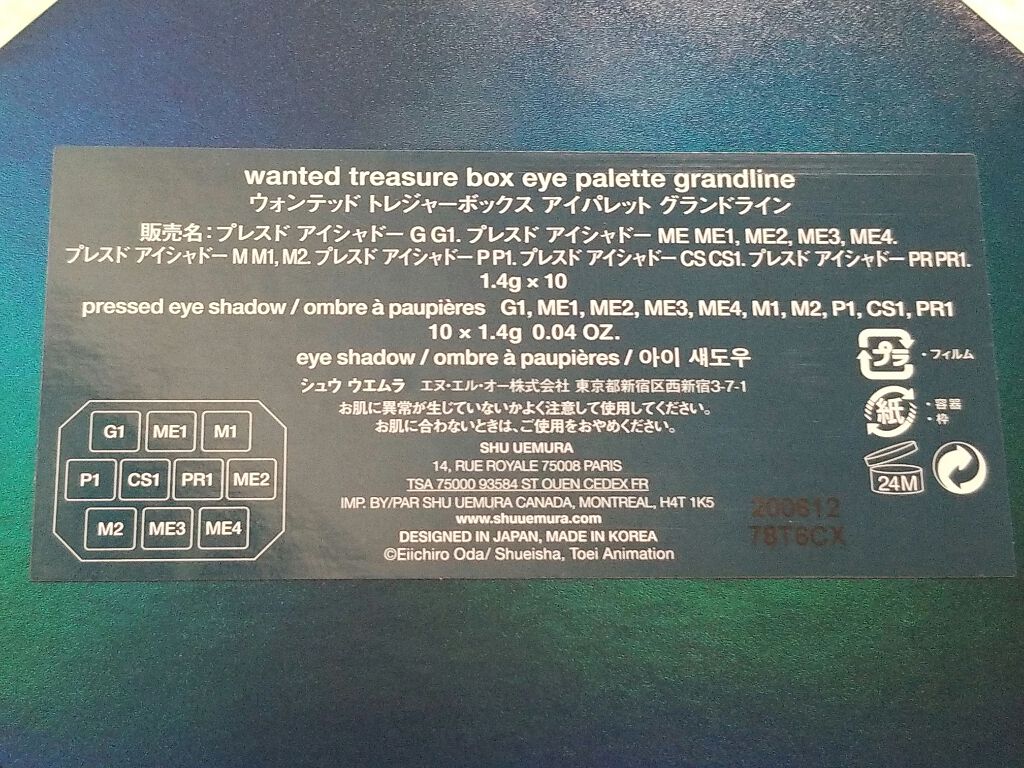 wanted treasure box eye palette grandline
ウォンテッド トレジャーボックス アイパレット グランドライン
販売名：プレスド アイシャドー G G1. プレスド アイシャドー ME ME1, ME2, ME3, ME4.
プレスド アイシャドー M M1, M2. プレスド アイシャドー P P1. プレスド アイシャドー CS CS1. プレスド アイシャドー PR PR1.
1.4g × 10
pressed eye shadow / ombre à paupières G1, ME1, ME2, ME3, ME4, M1, M2, P1, CS1, PR1
10 × 1.4g 0.04 OZ.
eye shadow / ombre à paupières / 아이 섀도우
シュウ ウエムラ エヌ・エル・オー株式会社 東京都新宿区西新宿3-7-1
お肌に異常が生じていないかよく注意して使用してください。
お肌に合わないときは、ご使用をおやめください。
SHU UEMURA
14, RUE ROYALE 75008 PARIS
TSA 75000 93584 ST OUEN CEDEX FR
IMP. BY/PAR SHU UEMURA CANADA, MONTREAL, H4T 1K5
www.shuuemura.com
DESIGNED IN JAPAN, MADE IN KOREA
©Eiichiro Oda/ Shueisha, Toei Animation
G1 ME1 M1
P1 CS1 PR1 ME2
M2 ME3 ME4
プラ ・フィルム
紙 ・容器
・枠
24M
200612
78T6CX